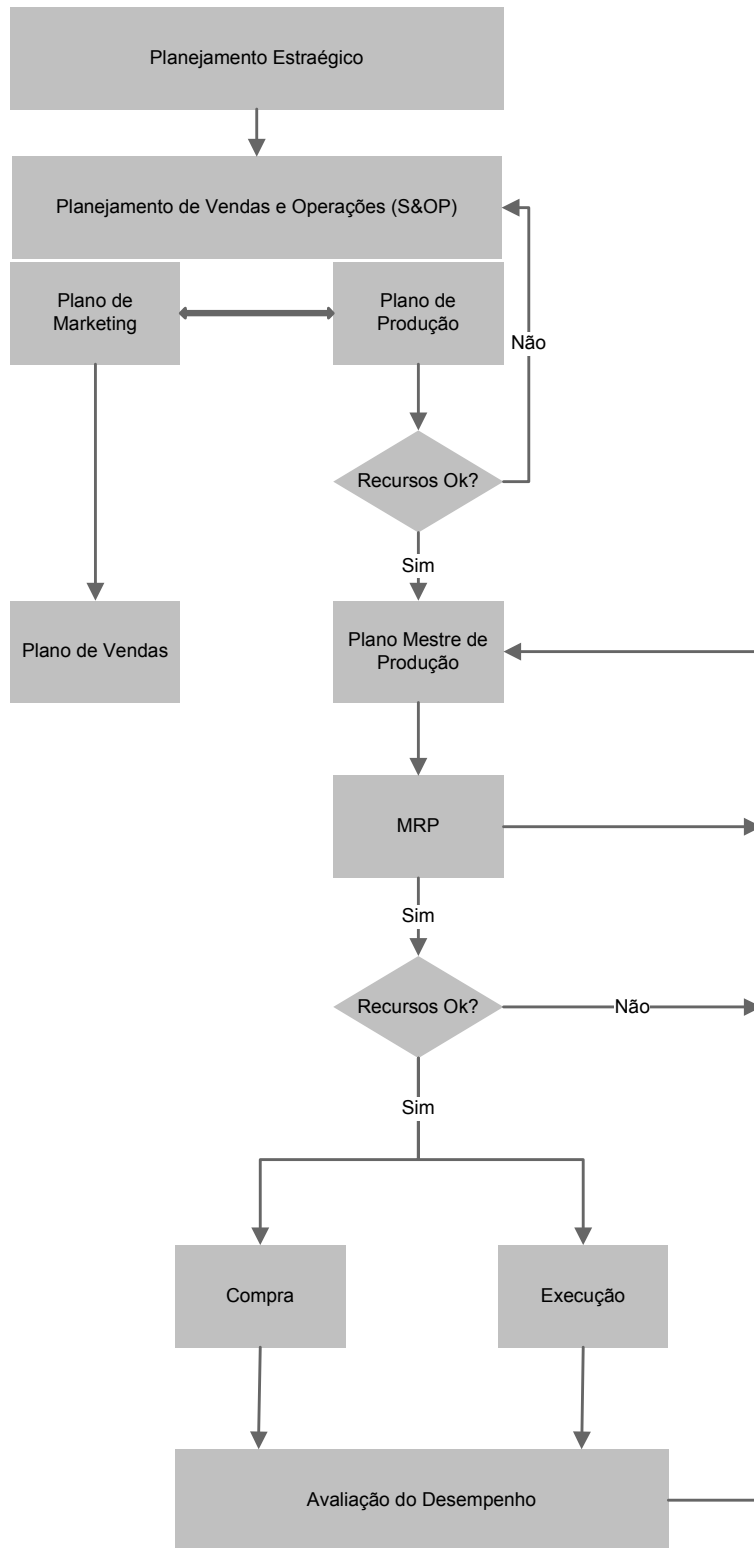 Planejamento Estraégico
Planejamento de Vendas e Operações (S&OP)
Plano de
Marketing
Plano de
Produção
Não
Recursos Ok?
Sim
Plano de Vendas
Plano Mestre de
Produção
MRP
Sim
Recursos Ok?
Não
Sim
Compra
Execução
Avaliação do Desempenho